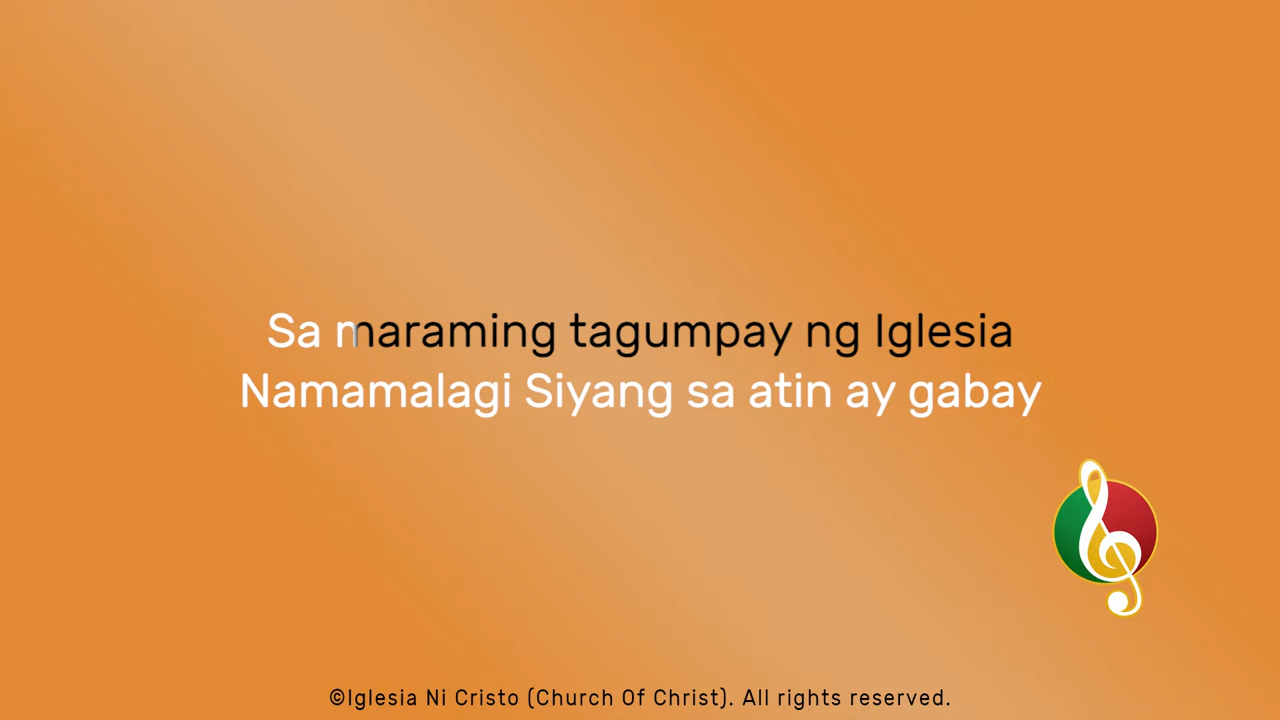 Sa maraming tagumpay ng Iglesia
Namamalagi Siyang sa atin ay gabay
©Iglesia Ni Cristo (Church Of Christ). All rights reserved.